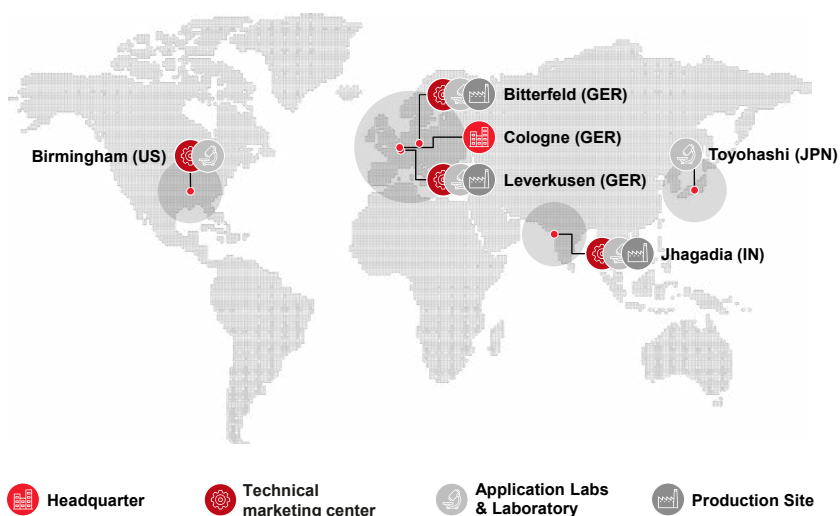 Bitterfeld (GER)
Cologne (GER)
Birmingham (US)
Toyohashi (JPN)
Leverkusen (GER)
Jhagadia (IN)
Headquarter
Technical
marketing center
Application Labs
& Laboratory
Production Site